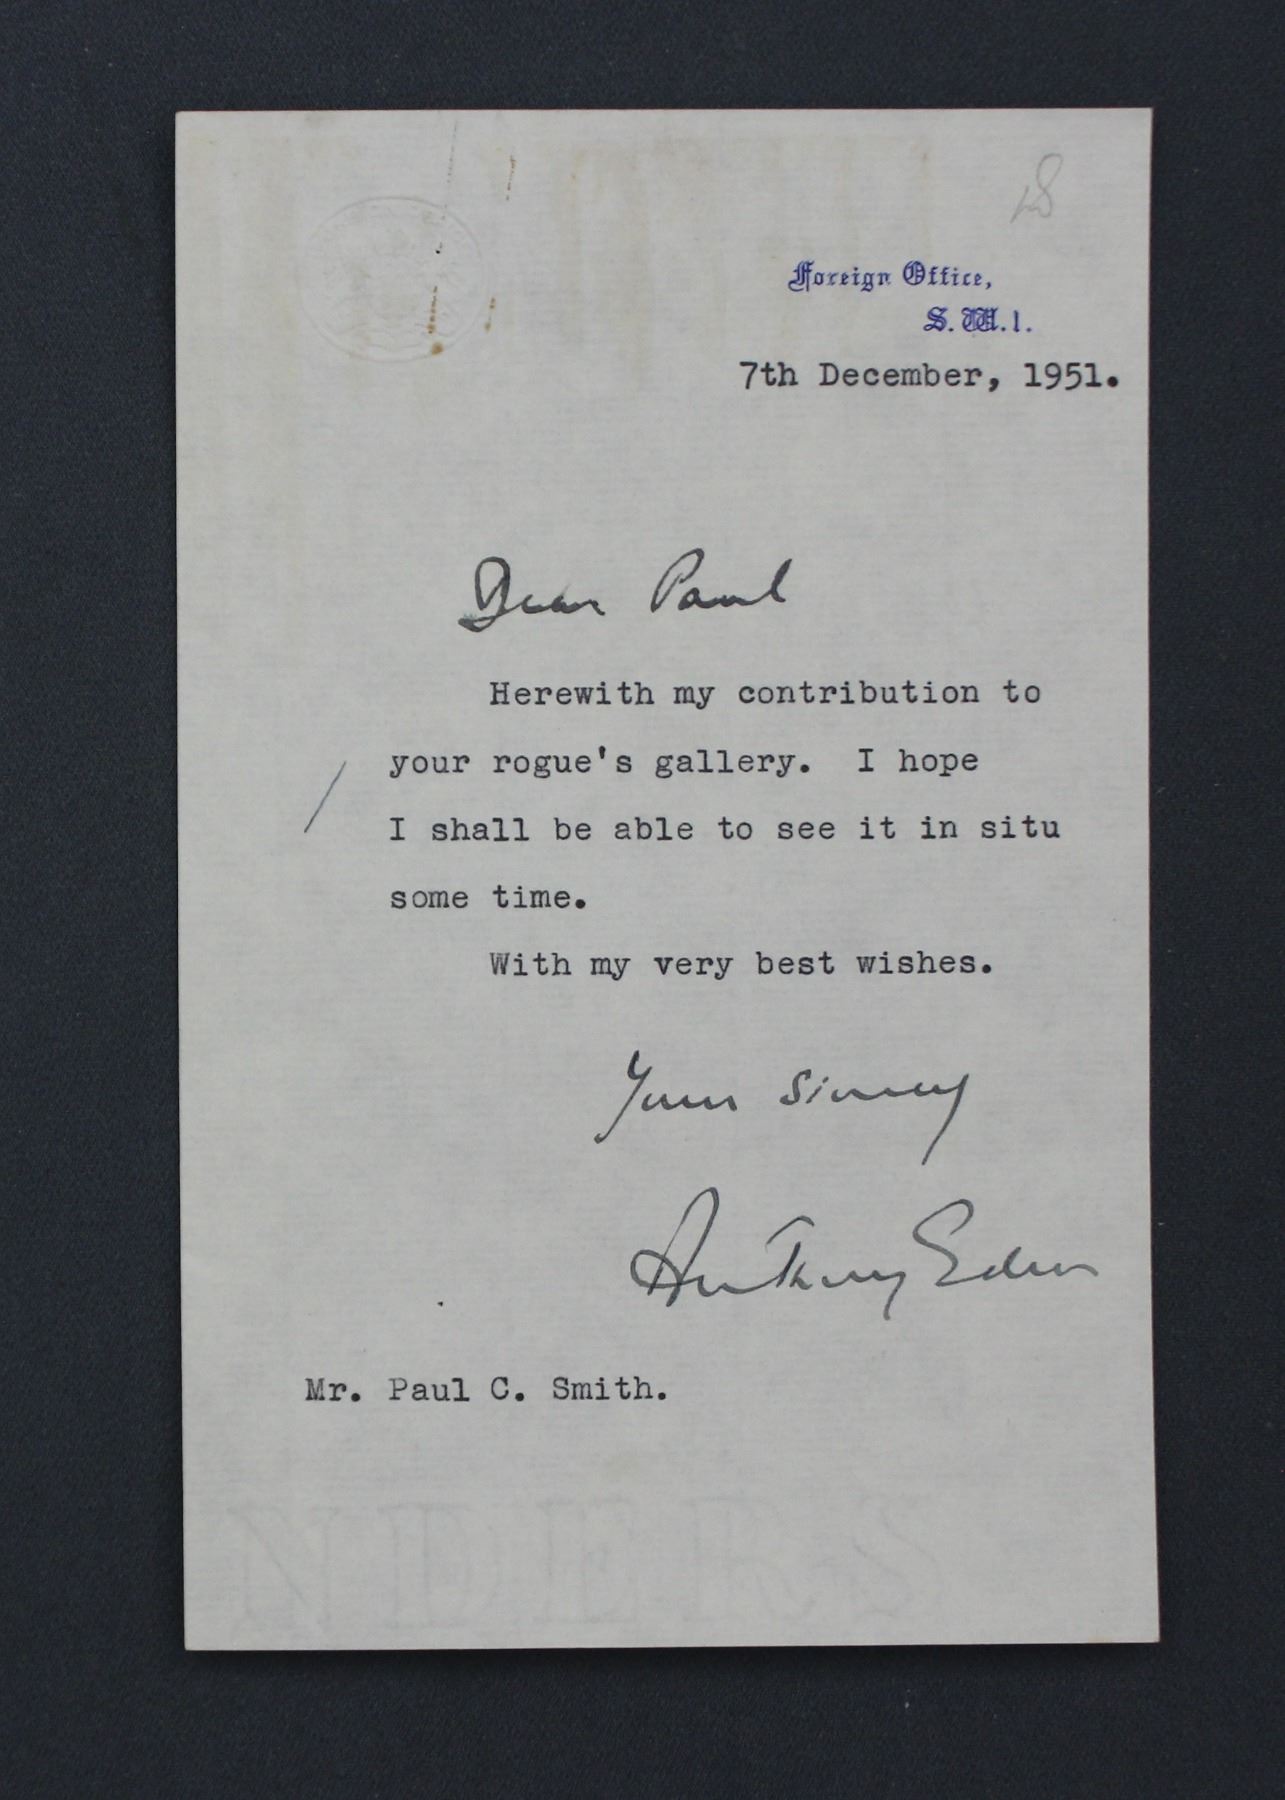 18
Foreign Office,
S.W.1.
7th December, 1951.
Dear Paul
Herewith my contribution to
your rogue's gallery.  I hope
I shall be able to see it in situ
some time.
With my very best wishes.
Yours sincerely
Anthony Eden
Mr. Paul C. Smith.